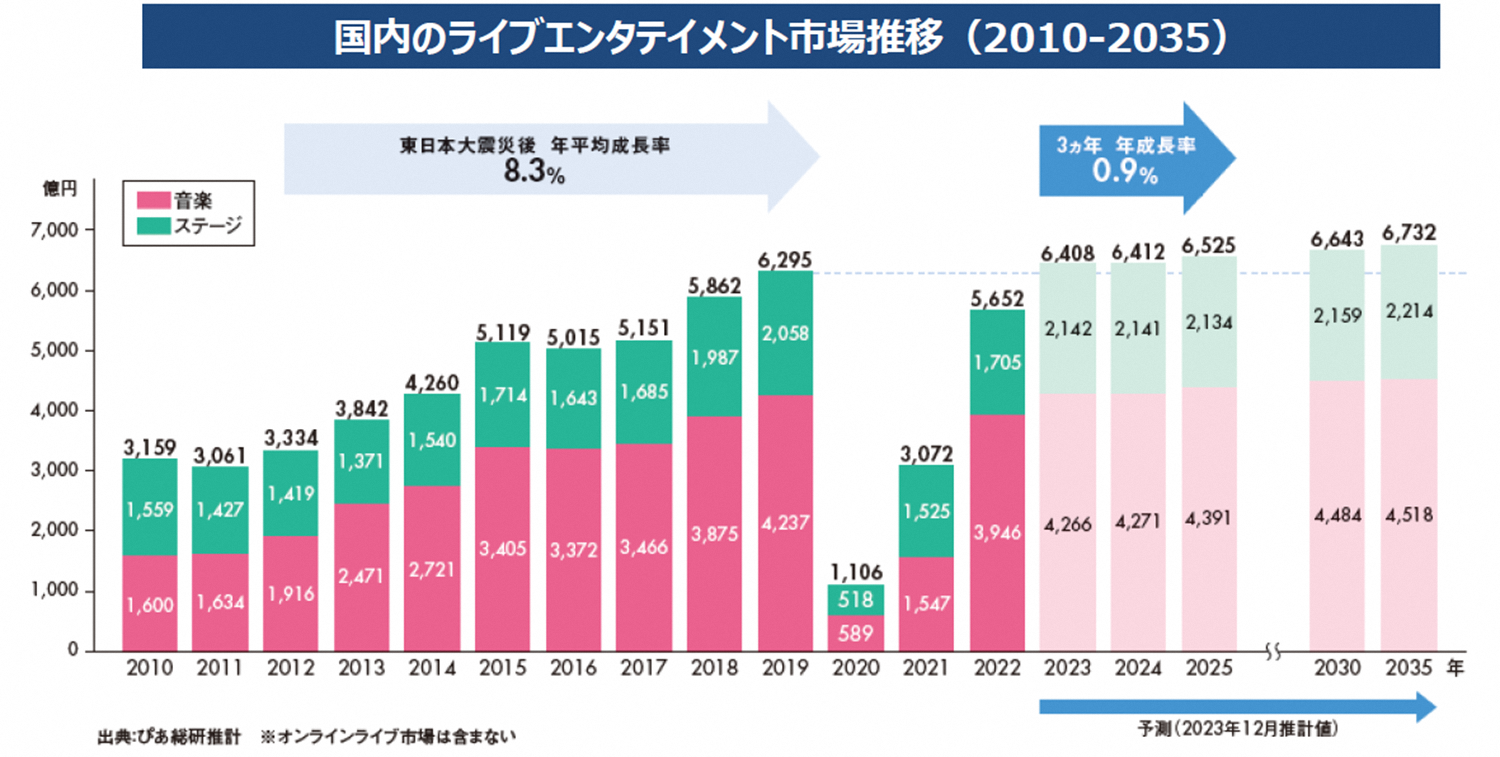 国内のライブエンタテイメント市場推移（2010-2035）
東日本大震災後 年平均成長率
8.3%
3ヵ年 年成長率
0.9%
億円
音楽
ステージ
7,000
6,000
5,000
4,000
3,000
2,000
1,000
0
3,159 3,061 3,334 3,842 4,260 5,119 5,015 5,151 5,862 6,295 1,106 3,072 5,652 6,408 6,412 6,525 6,643 6,732
1,559 1,427 1,419 1,371 1,540 1,714 1,643 1,685 1,987 2,058 518 1,525 1,705 2,142 2,141 2,134 2,159 2,214
1,600 1,634 1,916 2,471 2,721 3,405 3,372 3,466 3,875 4,237 589 1,547 3,946 4,266 4,271 4,391 4,484 4,518
2010 2011 2012 2013 2014 2015 2016 2017 2018 2019 2020 2021 2022 2023 2024 2025 2030 2035 年
予測（2023年12月推計値）
出典:ぴあ総研推計 ※オンラインライブ市場は含まない